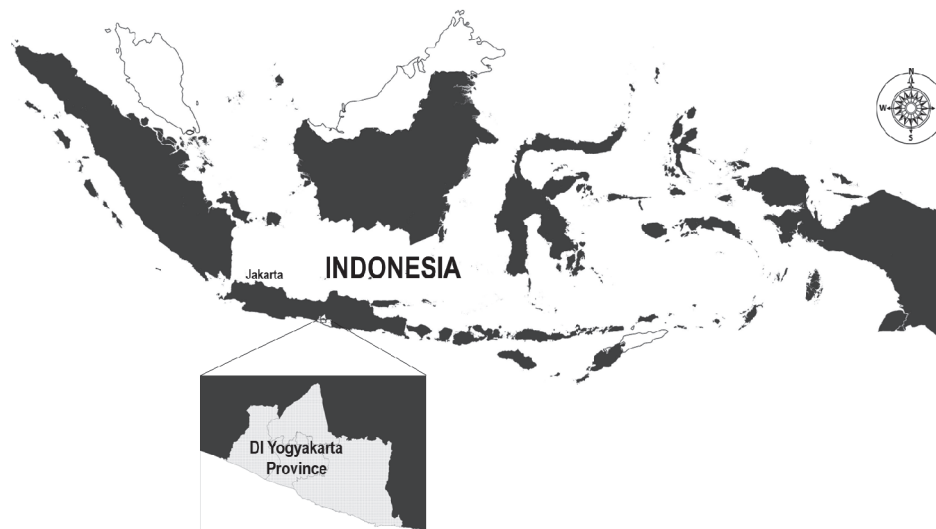 N
W
S
Jakarta
INDONESIA
DI Yogyakarta
Province